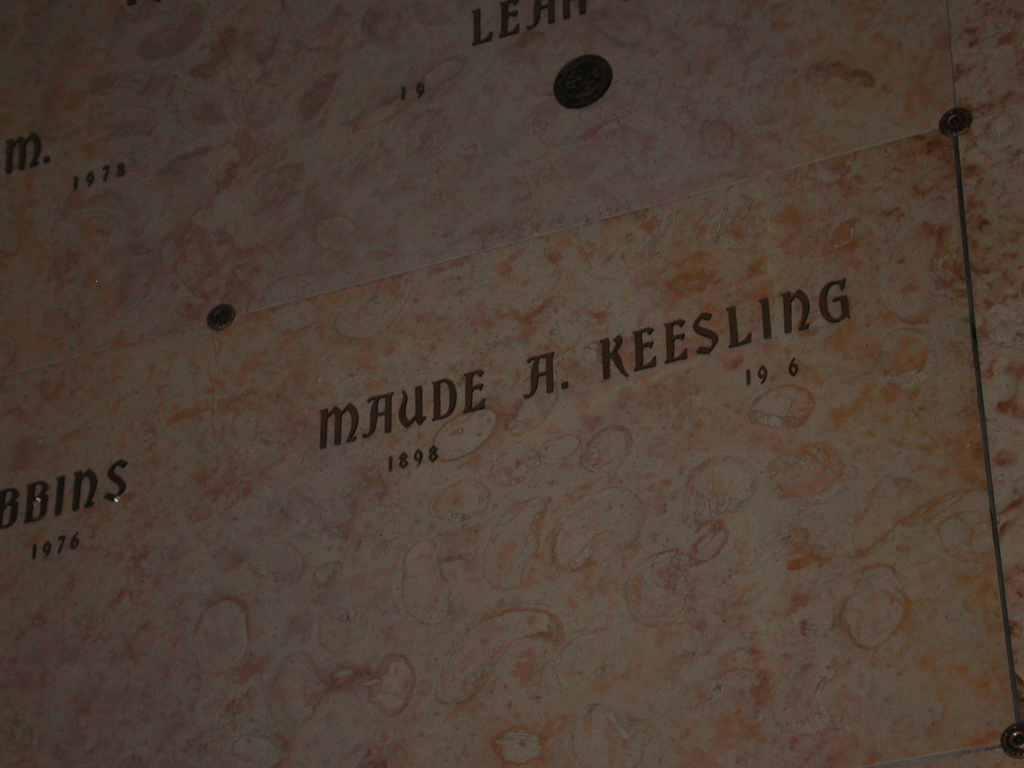 LEAH
19
M.
1978
MAUDE A. KEESLING
1898 19 6
BBINS
1976